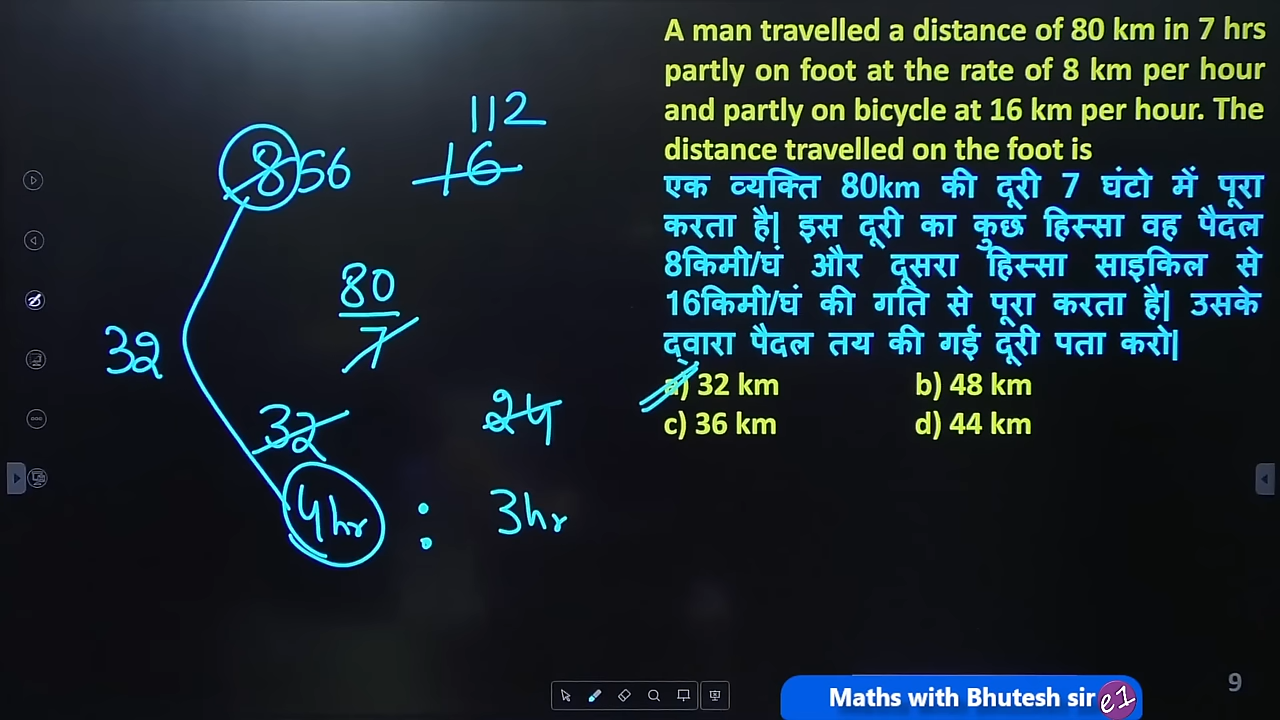 A man travelled a distance of 80 km in 7 hrs
partly on foot at the rate of 8 km per hour
and partly on bicycle at 16 km per hour. The
distance travelled on the foot is
एक व्यक्ति 80km की दूरी 7 घंटो में पूरा
करता है| इस दूरी का कुछ हिस्सा वह पैदल
8किमी/घं और दूसरा हिस्सा साइकिल से
16किमी/घं की गति से पूरा करता है| उसके
द्वारा पैदल तय की गई दूरी पता करो|
a) 32 km b) 48 km
c) 36 km d) 44 km
112
8 56 16
80
7
32
32 24
4hr : 3hr
9
Maths with Bhutesh sir e1